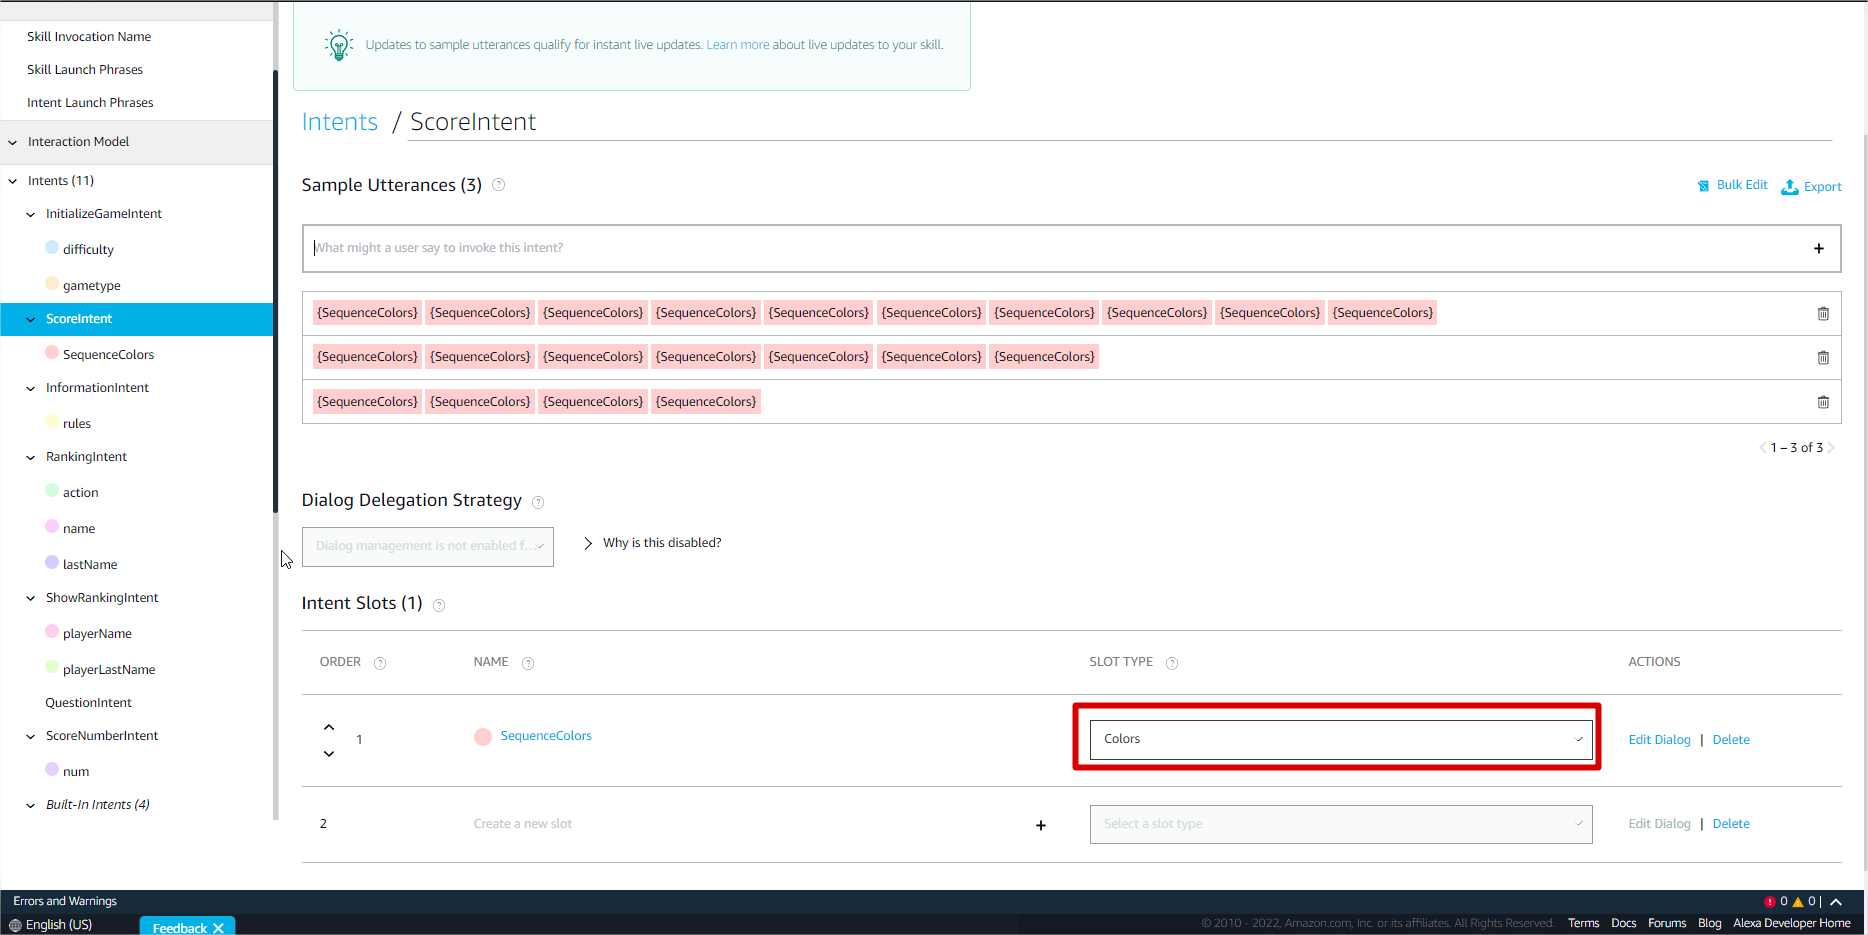 Skill Invocation Name
Skill Launch Phrases
Intent Launch Phrases
Interaction Model
Intents (11)
InitializeGameIntent
difficulty
gametype
ScoreIntent
SequenceColors
InformationIntent
rules
RankingIntent
action
name
lastName
ShowRankingIntent
playerName
playerLastName
QuestionIntent
ScoreNumberIntent
num
Built-In Intents (4)
Updates to sample utterances qualify for instant live updates. Learn more about live updates to your skill.
Intents / ScoreIntent
Sample Utterances (3) ?
Bulk Edit Export
What might a user say to invoke this intent? +
{SequenceColors} {SequenceColors} {SequenceColors} {SequenceColors} {SequenceColors} {SequenceColors} {SequenceColors} {SequenceColors} {SequenceColors} {SequenceColors}
{SequenceColors} {SequenceColors} {SequenceColors} {SequenceColors} {SequenceColors} {SequenceColors} {SequenceColors}
{SequenceColors} {SequenceColors} {SequenceColors} {SequenceColors}
1 – 3 of 3
Dialog Delegation Strategy ?
Dialog management is not enabled f...
Why is this disabled?
Intent Slots (1) ?
ORDER ? NAME ? SLOT TYPE ? ACTIONS
1 SequenceColors Colors Edit Dialog | Delete
2 Create a new slot + Select a slot type Edit Dialog | Delete
Errors and Warnings ! 0 0 |
English (US) Feedback X © 2010 - 2022, Amazon.com, Inc. or its affiliates. All Rights Reserved. Terms Docs Forums Blog Alexa Developer Home